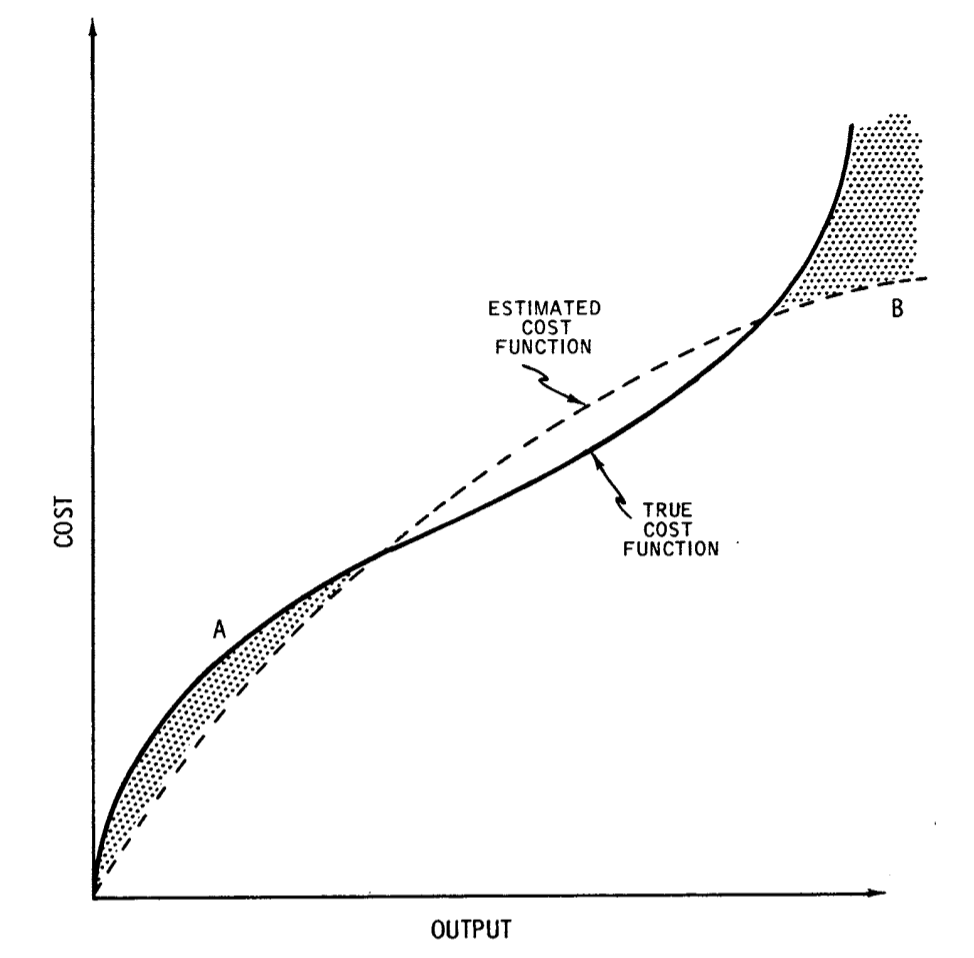 ESTIMATED
COST
FUNCTION
B
TRUE
COST
FUNCTION
COST
A
OUTPUT